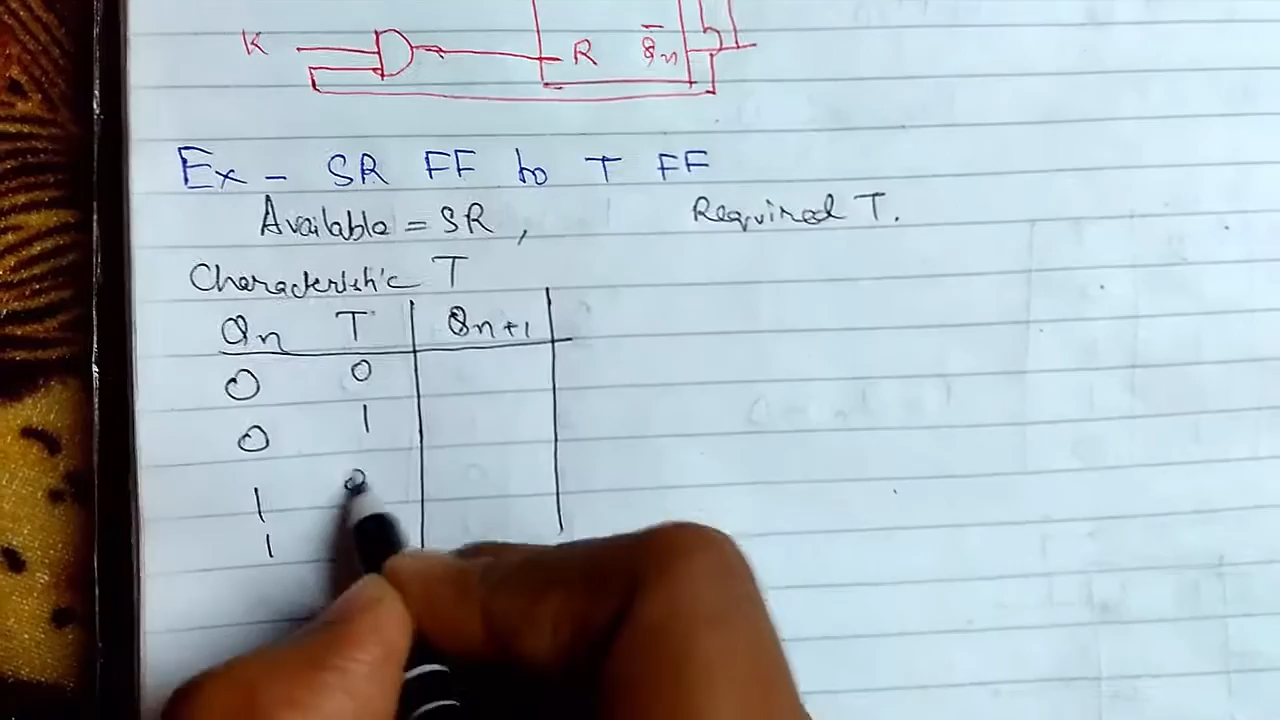 K
R Q̅n
Ex - SR FF to T FF
Available = SR, Required T.
Characteristic T
Qn T Qn+1
0 0
0 1
1 0
1